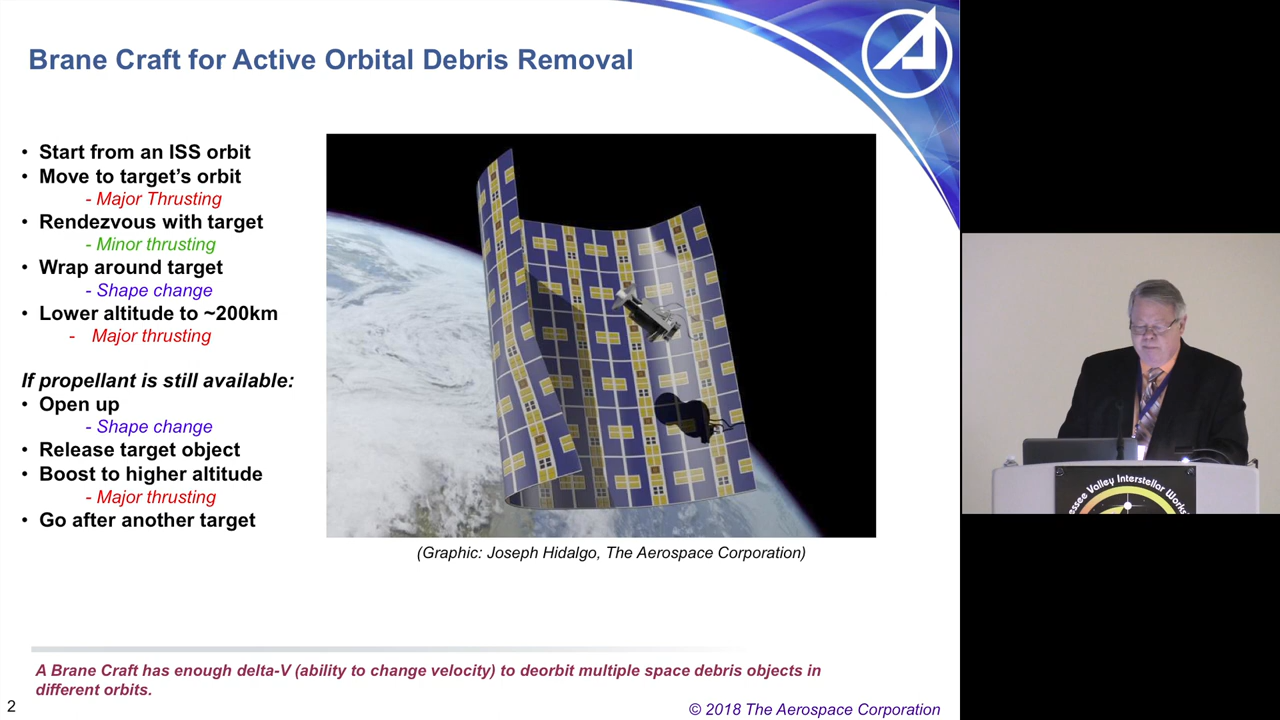 Brane Craft for Active Orbital Debris Removal
• Start from an ISS orbit
• Move to target's orbit
- Major Thrusting
• Rendezvous with target
- Minor thrusting
• Wrap around target
- Shape change
• Lower altitude to ~200km
- Major thrusting
If propellant is still available:
• Open up
- Shape change
• Release target object
• Boost to higher altitude
- Major thrusting
• Go after another target
(Graphic: Joseph Hidalgo, The Aerospace Corporation)
A Brane Craft has enough delta-V (ability to change velocity) to deorbit multiple space debris objects in
different orbits.
2
© 2018 The Aerospace Corporation
Valley Interstellar